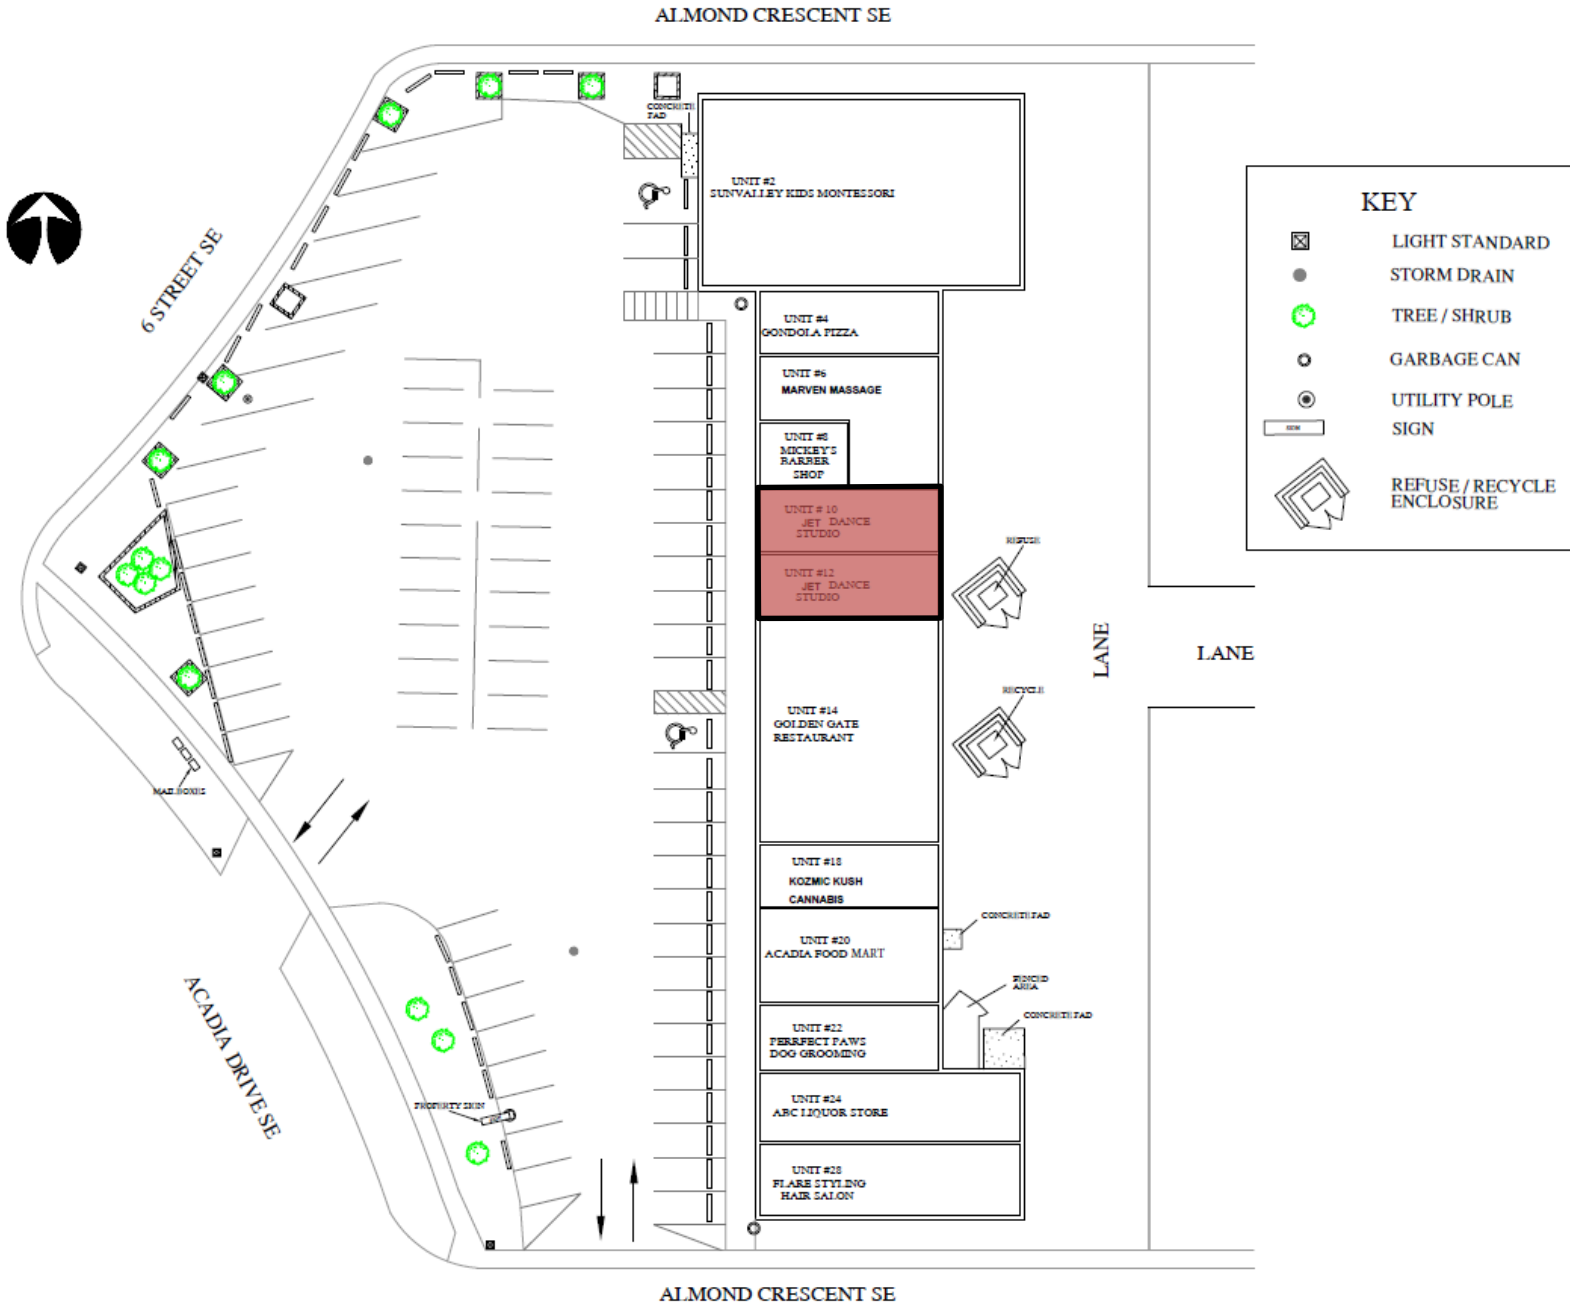 ALMOND CRESCENT SE
CONCRETE
PAD
UNIT #2
SUNVALLEY KIDS MONTESSORI
KEY
LIGHT STANDARD
STORM DRAIN
TREE / SHRUB
GARBAGE CAN
UTILITY POLE
SIGN
SIGN
REFUSE / RECYCLE
ENCLOSURE
6 STREET SE
UNIT #4
GONDOLA PIZZA
UNIT #6
MARVEN MASSAGE
UNIT #8
MICKEY'S
BARBER
SHOP
UNIT # 10
JET DANCE
STUDIO
UNIT #12
JET DANCE
STUDIO
REFUSE
LANE
LANE
RECYCLE
UNIT #14
GOLDEN GATE
RESTAURANT
MAIL BOXES
UNIT #18
KOZMIC KUSH
CANNABIS
UNIT #20
ACADIA FOOD MART
CONCRETE PAD
FENCED
AREA
CONCRETE PAD
UNIT #22
PERRFECT PAWS
DOG GROOMING
ACADIA DRIVE SE
PROPERTY SIGN
UNIT #24
ABC LIQUOR STORE
UNIT #28
FLARE STYLING
HAIR SALON
ALMOND CRESCENT SE